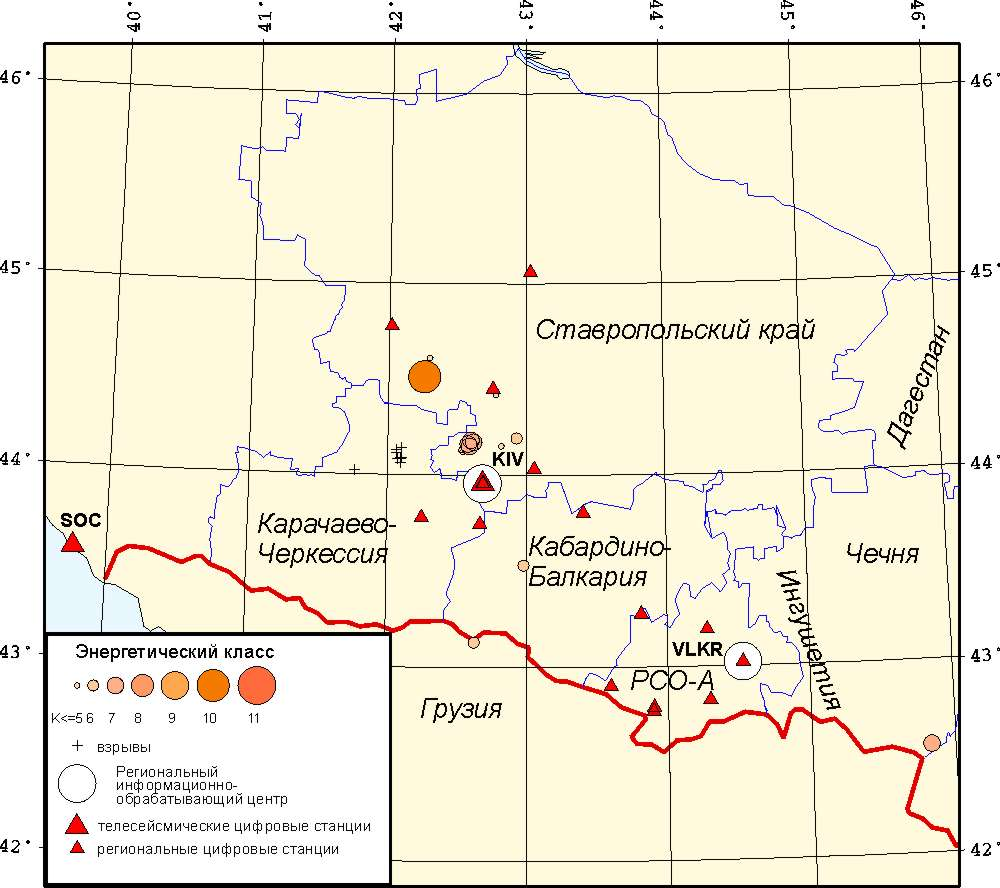 40° 41° 42° 43° 44° 45° 46°
46° 46°
45° 45°
Ставропольский край
Дагестан
44° 44°
KIV
SOC
Карачаево-
Черкессия
Кабардино-
Балкария
Чечня
Ингушетия
43° 43°
VLKR
РСО-А
Грузия
Энергетический класс
K<=5 6 7 8 9 10 11
взрывы
Региональный
информационно-
обрабатывающий центр
телесейсмические цифровые станции
региональные цифровые станции
42° 42°